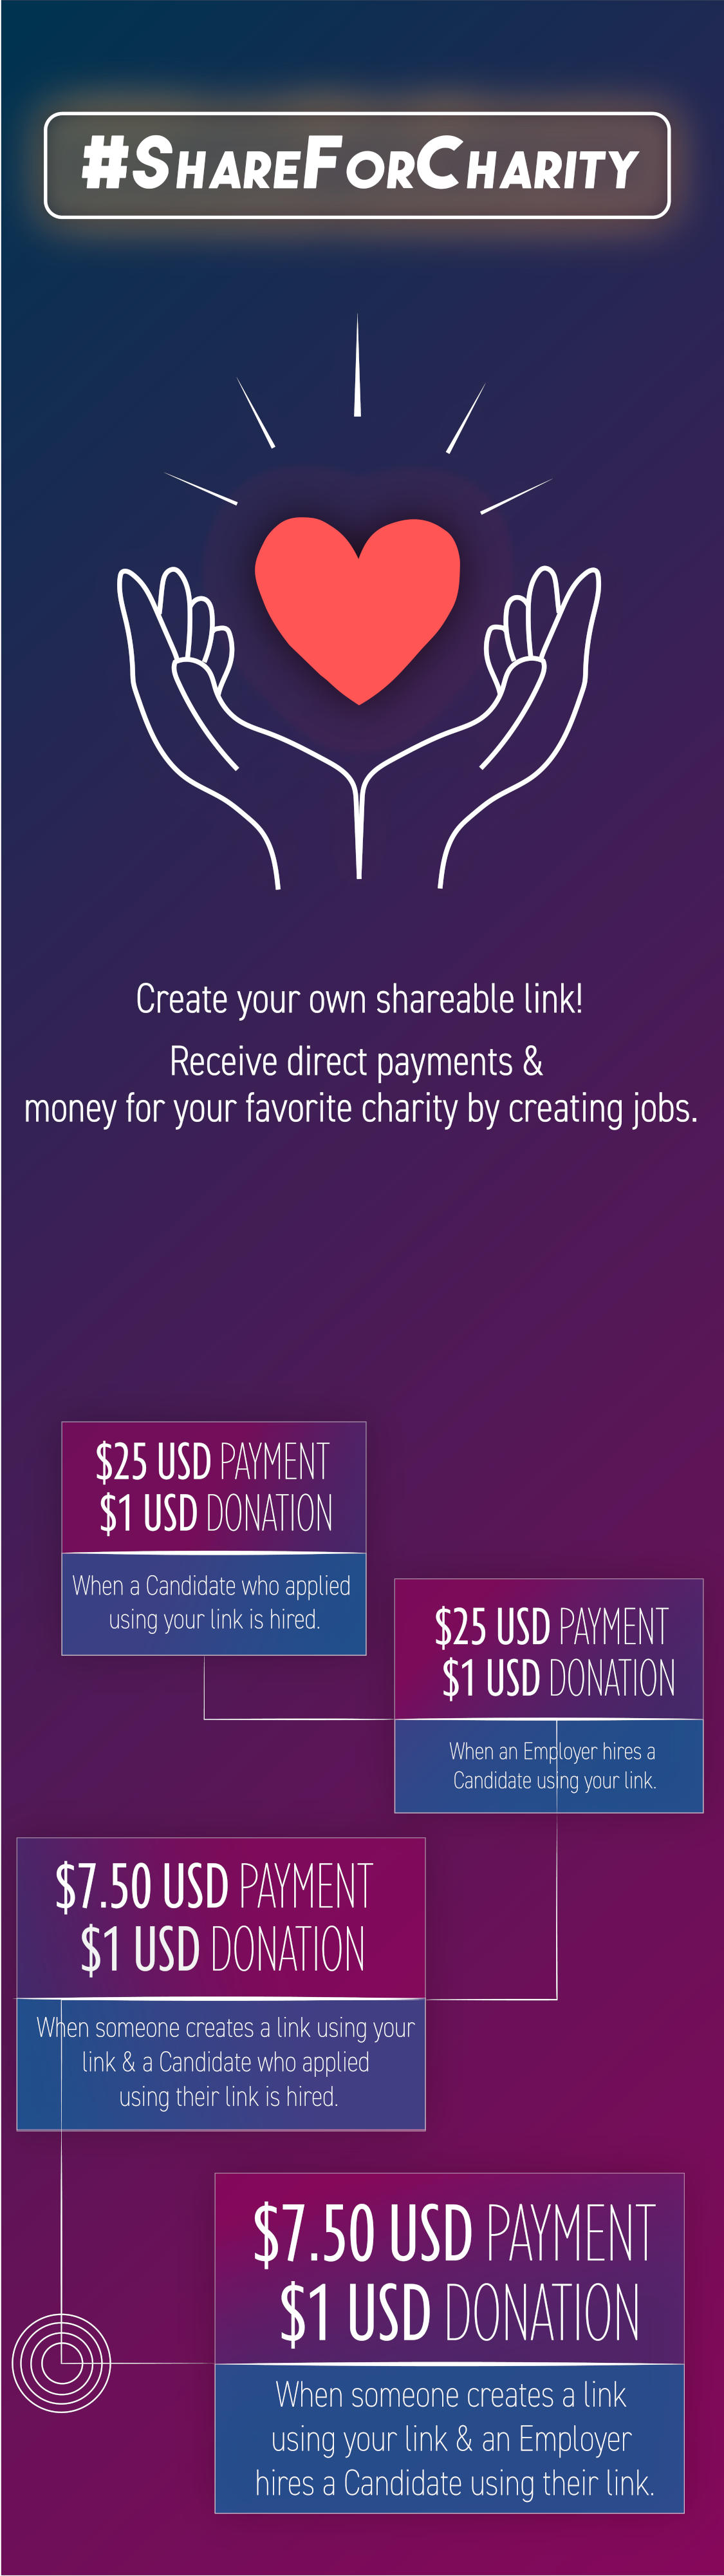 #ShareForCharity
Create your own shareable link!
Receive direct payments &
money for your favorite charity by creating jobs.
$25 USD PAYMENT
$1 USD DONATION
When a Candidate who applied
using your link is hired.
$25 USD PAYMENT
$1 USD DONATION
When an Employer hires a
Candidate using your link.
$7.50 USD PAYMENT
$1 USD DONATION
When someone creates a link using your
link & a Candidate who applied
using their link is hired.
$7.50 USD PAYMENT
$1 USD DONATION
When someone creates a link
using your link & an Employer
hires a Candidate using their link.